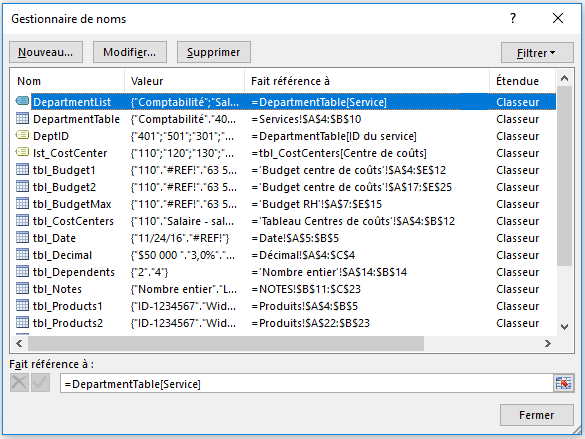 Gestionnaire de noms ?
Nouveau... Modifier... Supprimer Filtrer
Nom Valeur Fait référence à Étendue
DepartmentList {"Comptabilité";"Sal... =DepartmentTable[Service] Classeur
DepartmentTable {"Comptabilité"."40... =Services!$A$4:$B$10 Classeur
DeptID {"401";"501";"301";"... =DepartmentTable[ID du service] Classeur
lst_CostCenter {"110";"120";"130";"... =tbl_CostCenters[Centre de coûts] Classeur
tbl_Budget1 {"110"."#REF!"."63 5... ='Budget centre de coûts'!$A$4:$E$12 Classeur
tbl_Budget2 {"110"."#REF!"."63 5... ='Budget centre de coûts'!$A$17:$E$25 Classeur
tbl_BudgetMax {"110"."#REF!"."63 5... ='Budget RH'!$A$7:$E$15 Classeur
tbl_CostCenters {"110"."Salaire - sal... ='Tableau Centres de coûts'!$A$4:$B$12 Classeur
tbl_Date {"11/24/16"."#REF!"} =Date!$A$5:$B$5 Classeur
tbl_Decimal {"$50 000 "."3,0%"."... =Décimal!$A$4:$C$4 Classeur
tbl_Dependents {"2"."4"} ='Nombre entier'!$A$14:$B$14 Classeur
tbl_Notes {"Nombre entier"."L... =NOTES!$B$11:$C$23 Classeur
tbl_Products1 {"ID-1234567"."Wid... =Produits!$A$4:$B$5 Classeur
tbl_Products2 {"ID-1234567"."Wid... =Produits!$A$22:$B$23 Classeur
Fait référence à :
=DepartmentTable[Service]
Fermer